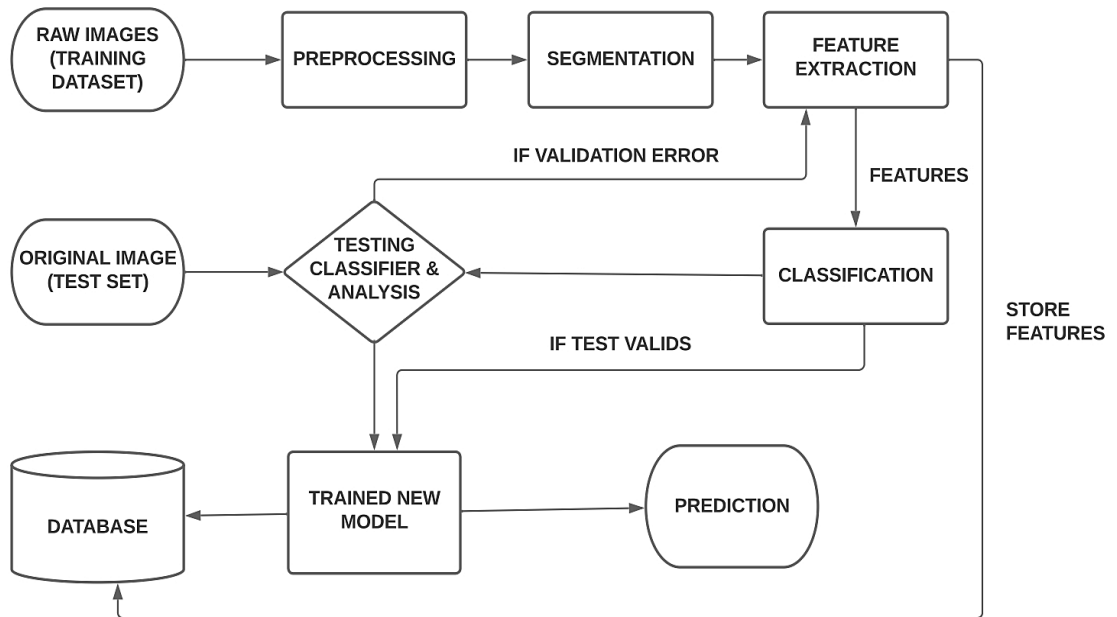 RAW IMAGES
(TRAINING
DATASET)
PREPROCESSING
SEGMENTATION
FEATURE
EXTRACTION
IF VALIDATION ERROR
FEATURES
ORIGINAL IMAGE
(TEST SET)
TESTING
CLASSIFIER &
ANALYSIS
CLASSIFICATION
STORE
FEATURES
IF TEST VALIDS
DATABASE
TRAINED NEW
MODEL
PREDICTION